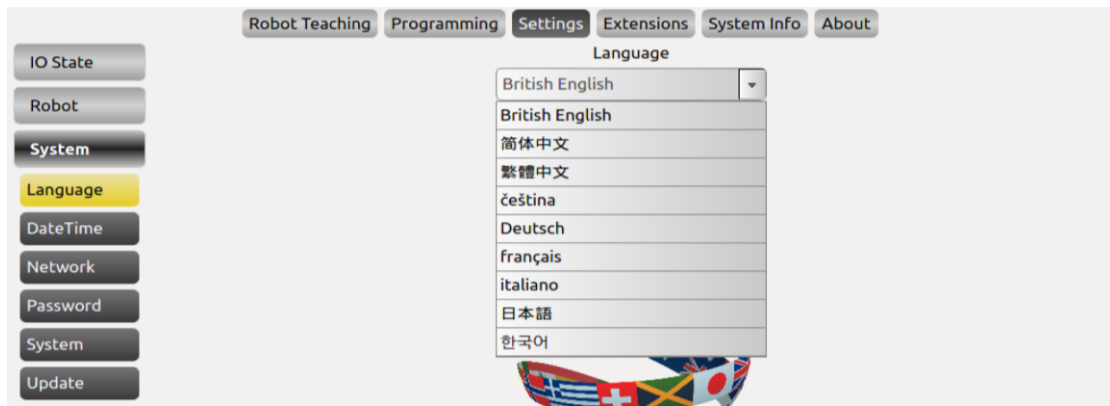 Robot Teaching Programming Settings Extensions System Info About
IO State
Robot
System
Language
DateTime
Network
Password
System
Update
Language
British English
British English
简体中文
繁體中文
čeština
Deutsch
français
italiano
日本語
한국어